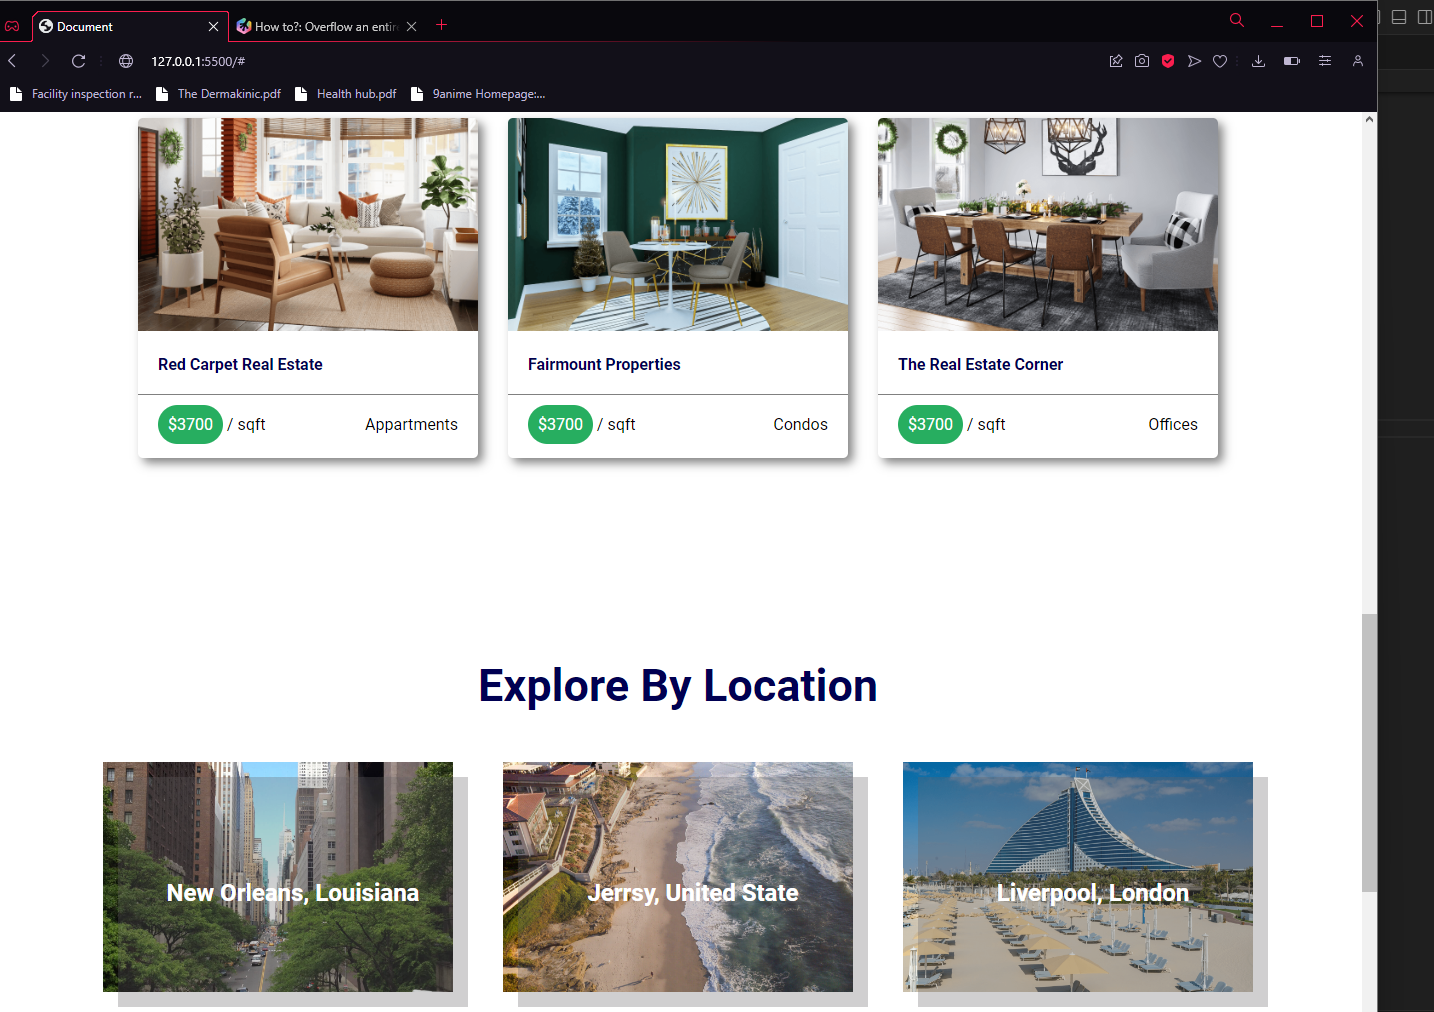 Document
How to?: Overflow an entir
127.0.0.1:5500/#
Facility inspection r...
The Dermakinic.pdf
Health hub.pdf
9anime Homepage:...
Red Carpet Real Estate
Fairmount Properties
The Real Estate Corner
$3700 / sqft
Appartments
$3700 / sqft
Condos
$3700 / sqft
Offices
Explore By Location
New Orleans, Louisiana
Jerrsy, United State
Liverpool, London